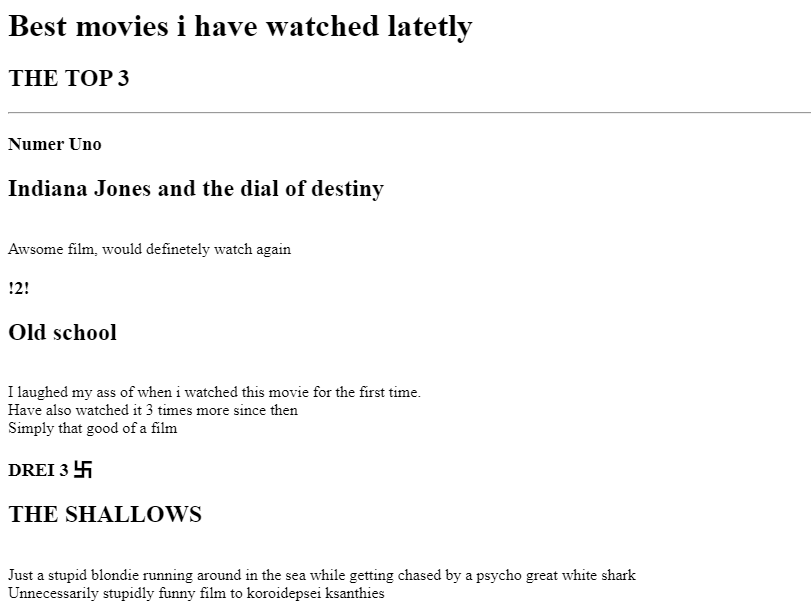 Best movies i have watched latetly
THE TOP 3
Numer Uno
Indiana Jones and the dial of destiny
Awsome film, would definetely watch again
!2!
Old school
I laughed my ass of when i watched this movie for the first time.
Have also watched it 3 times more since then
Simply that good of a film
DREI 3 卐
THE SHALLOWS
Just a stupid blondie running around in the sea while getting chased by a psycho great white shark
Unnecessarily stupidly funny film to koroidepsei ksanthies